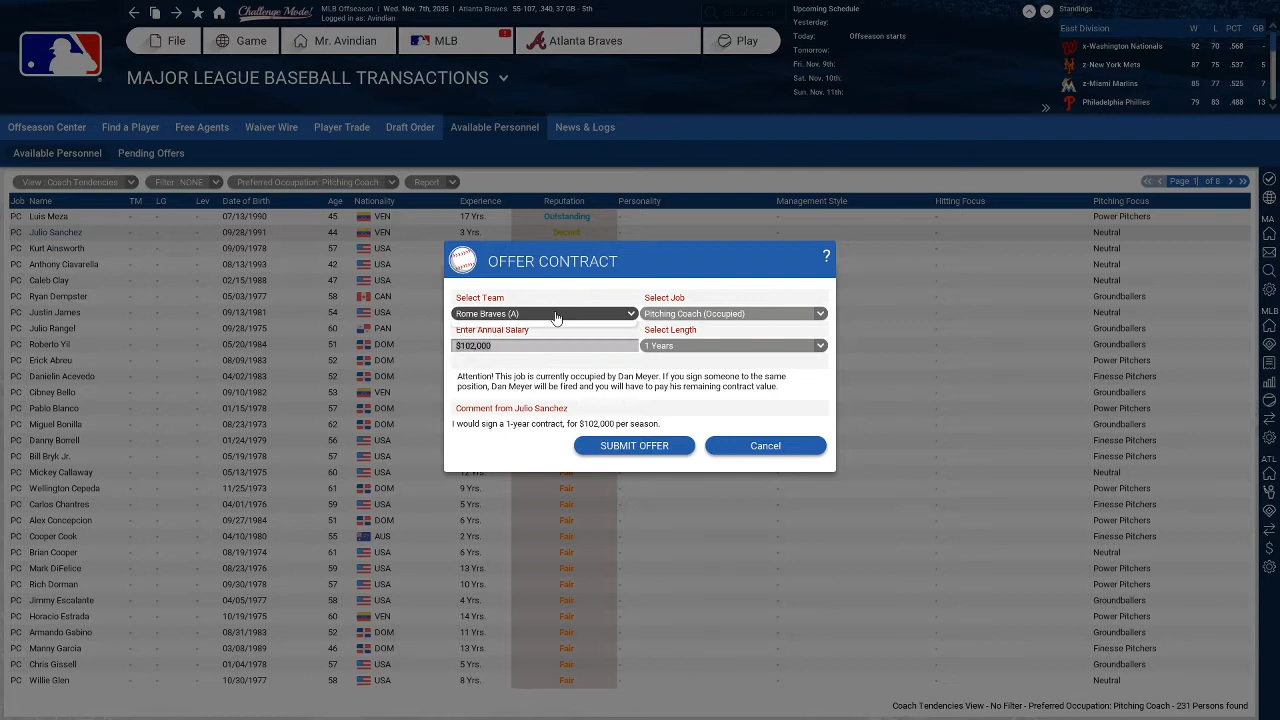 Challenge Mode!
MLB Offseason | Wed. Nov. 7th, 2035 | Atlanta Braves 55-107, .340, 37 GB - 5th
Logged in as: Avindian
File Game Mr. Avindian MLB Atlanta Braves Play
MAJOR LEAGUE BASEBALL TRANSACTIONS
Upcoming Schedule
Yesterday:
Today: Offseason starts
Tomorrow:
Fri. Nov. 9th:
Sat. Nov. 10th:
Sun. Nov. 11th:
Standings
East Division W L PCT GB
x-Washington Nationals 92 70 .568 -
z-New York Mets 87 75 .537 5
z-Miami Marlins 85 77 .525 7
Philadelphia Phillies 79 83 .488 13
Offseason Center Find a Player Free Agents Waiver Wire Player Trade Draft Order Available Personnel News & Logs
Available Personnel Pending Offers
View : Coach Tendencies Filter : NONE Preferred Occupation: Pitching Coach Report Page 1 of 8
Job Name TM LG Lev Date of Birth Age Nationality Experience Reputation Personality Management Style Hitting Focus Pitching Focus
PC Luis Meza - - - 07/13/1990 45 VEN 17 Yrs. Outstanding - - - Power Pitchers
PC Julio Sanchez - - - 09/28/1991 44 VEN 3 Yrs. Decent - - - Neutral
PC Kurt Ainsworth - - - 09/09/1978 57 USA Neutral
PC Anthony Ciavarella - - - 08/13/1993 42 USA Power Pitchers
PC Caleb Clay - - - 02/15/1988 47 USA Power Pitchers
PC Ryan Dempster - - - 05/03/1977 58 CAN Groundballers
PC Justin James - - - 09/13/1981 54 USA Groundballers
PC Julio Rangel - - - 09/28/1975 60 PAN Neutral
PC Roberto Yil - - - 08/19/1984 51 DOM Groundballers
PC Erick Abreu - - - 08/09/1983 52 DOM Groundballers
PC Danielin Acevedo - - - 04/02/1983 52 DOM Groundballers
PC Cibney Bello - - - 09/10/1982 53 VEN Groundballers
PC Pablo Blanco - - - 01/15/1978 57 DOM Power Pitchers
PC Miguel Bonilla - - - 08/23/1973 62 DOM Groundballers
PC Danny Borrell - - - 01/24/1979 56 USA Finesse Pitchers
PC Bill Bryk Jr. - - - 05/23/1981 54 USA Finesse Pitchers
PC Mickey Callaway - - - 05/13/1975 60 USA 12 Yrs. Fair - - - Neutral
PC Wellington Cepeda - - - 11/25/1973 61 DOM 9 Yrs. Fair - - - Power Pitchers
PC Carlos Chantres - - - 04/01/1976 59 USA 5 Yrs. Fair - - - Groundballers
PC Alex Concepcion - - - 09/26/1984 51 DOM 6 Yrs. Fair - - - Power Pitchers
PC Cooper Cook - - - 04/10/1980 55 AUS 2 Yrs. Fair - - - Finesse Pitchers
PC Brian Cooper - - - 08/19/1974 61 USA Fair - - - Neutral
PC Mark DiFelice - - - 08/23/1976 59 USA 13 Yrs. Fair - - - Finesse Pitchers
PC Rich Dorman - - - 09/30/1978 57 USA 10 Yrs. Fair - - - Finesse Pitchers
PC Jimmy Escalante - - - 04/05/1977 58 USA 4 Yrs. Fair - - - Groundballers
PC Horacio Estrada - - - 10/19/1975 60 VEN 14 Yrs. Fair - - - Groundballers
PC Armando Gabino - - - 08/31/1983 52 DOM 11 Yrs. Fair - - - Groundballers
PC Manny Garcia - - - 03/09/1989 46 DOM 13 Yrs. Fair - - - Finesse Pitchers
PC Chris Gissell - - - 01/04/1978 57 USA 7 Yrs. Fair - - - Groundballers
PC Willie Glen - - - 10/30/1977 58 USA 8 Yrs. Fair - - - Neutral
OFFER CONTRACT ?
Select Team Select Job
Rome Braves (A) Pitching Coach (Occupied)
Enter Annual Salary Select Length
$102,000 1 Years
Attention! This job is currently occupied by Dan Meyer. If you sign someone to the same
position, Dan Meyer will be fired and you will have to pay his remaining contract value.
Comment from Julio Sanchez
I would sign a 1-year contract, for $102,000 per season.
SUBMIT OFFER Cancel
MA
MLB
ATL
Coach Tendencies View - No Filter - Preferred Occupation: Pitching Coach - 231 Persons found